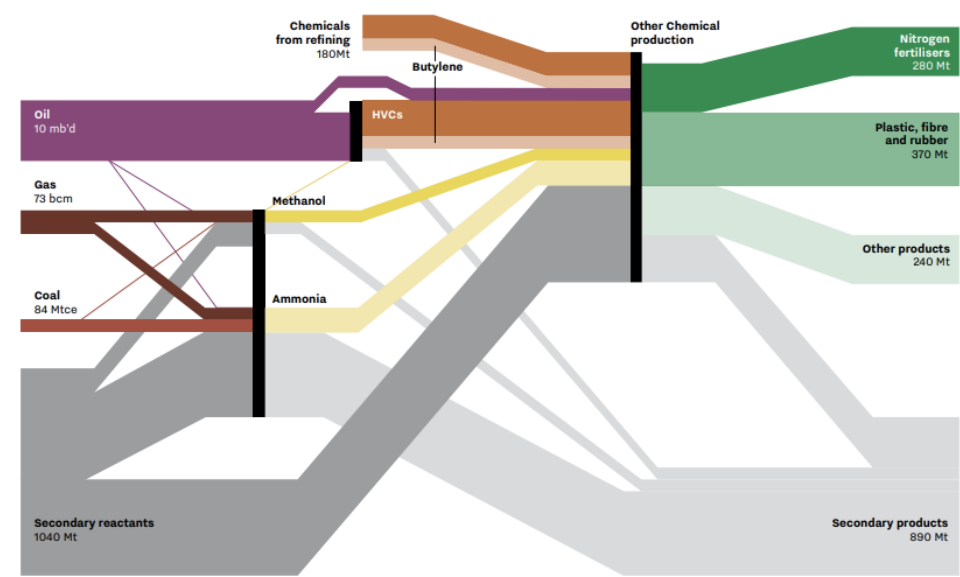 Chemicals
from refining
180Mt
Other Chemical
production
Nitrogen
fertilisers
280 Mt
Butylene
Oil
10 mb'd
HVCs
Plastic, fibre
and rubber
370 Mt
Gas
73 bcm
Methanol
Other products
240 Mt
Coal
84 Mtce
Ammonia
Secondary reactants
1040 Mt
Secondary products
890 Mt